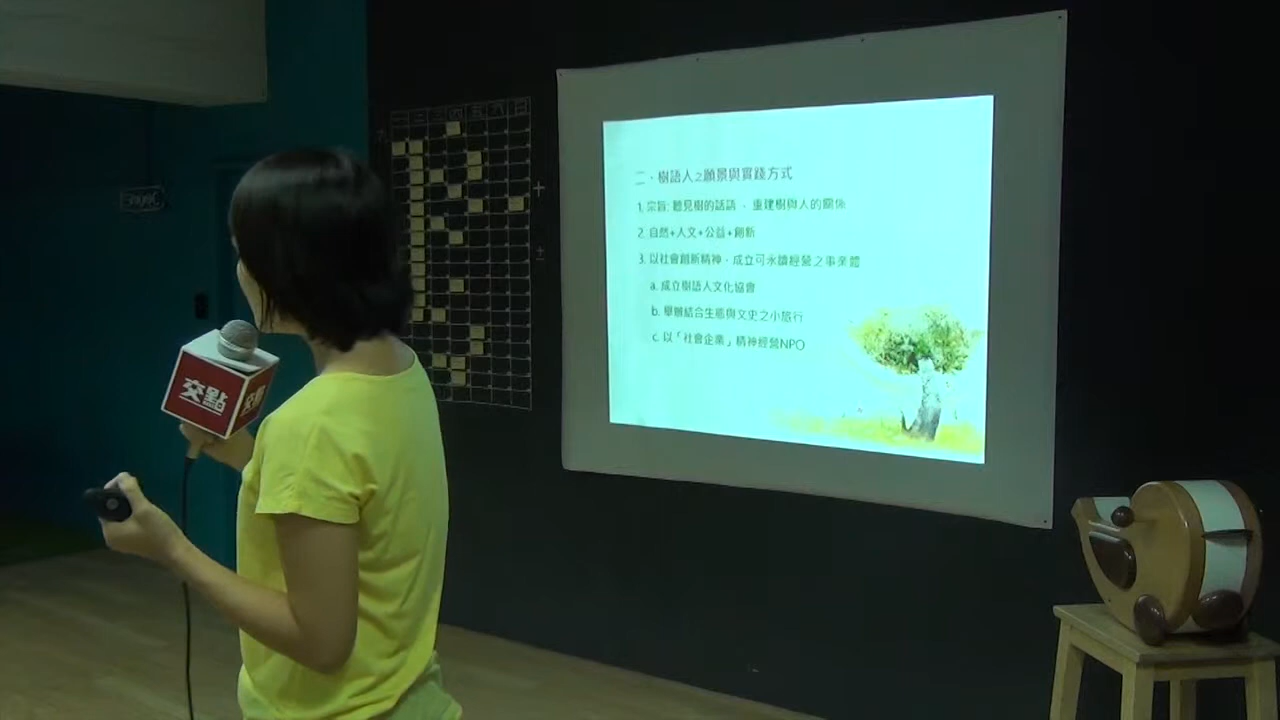 二、樹語人之願景與實踐方式
1. 宗旨: 聽見樹的話語 、重建樹與人的關係
2. 自然+人文+公益+創新
3. 以社會創新精神，成立可永續經營之事業體
a. 成立樹語人文化協會
b. 舉辦結合生態與文史之小旅行
c. 以「社會企業」精神經營NPO
交點
交點